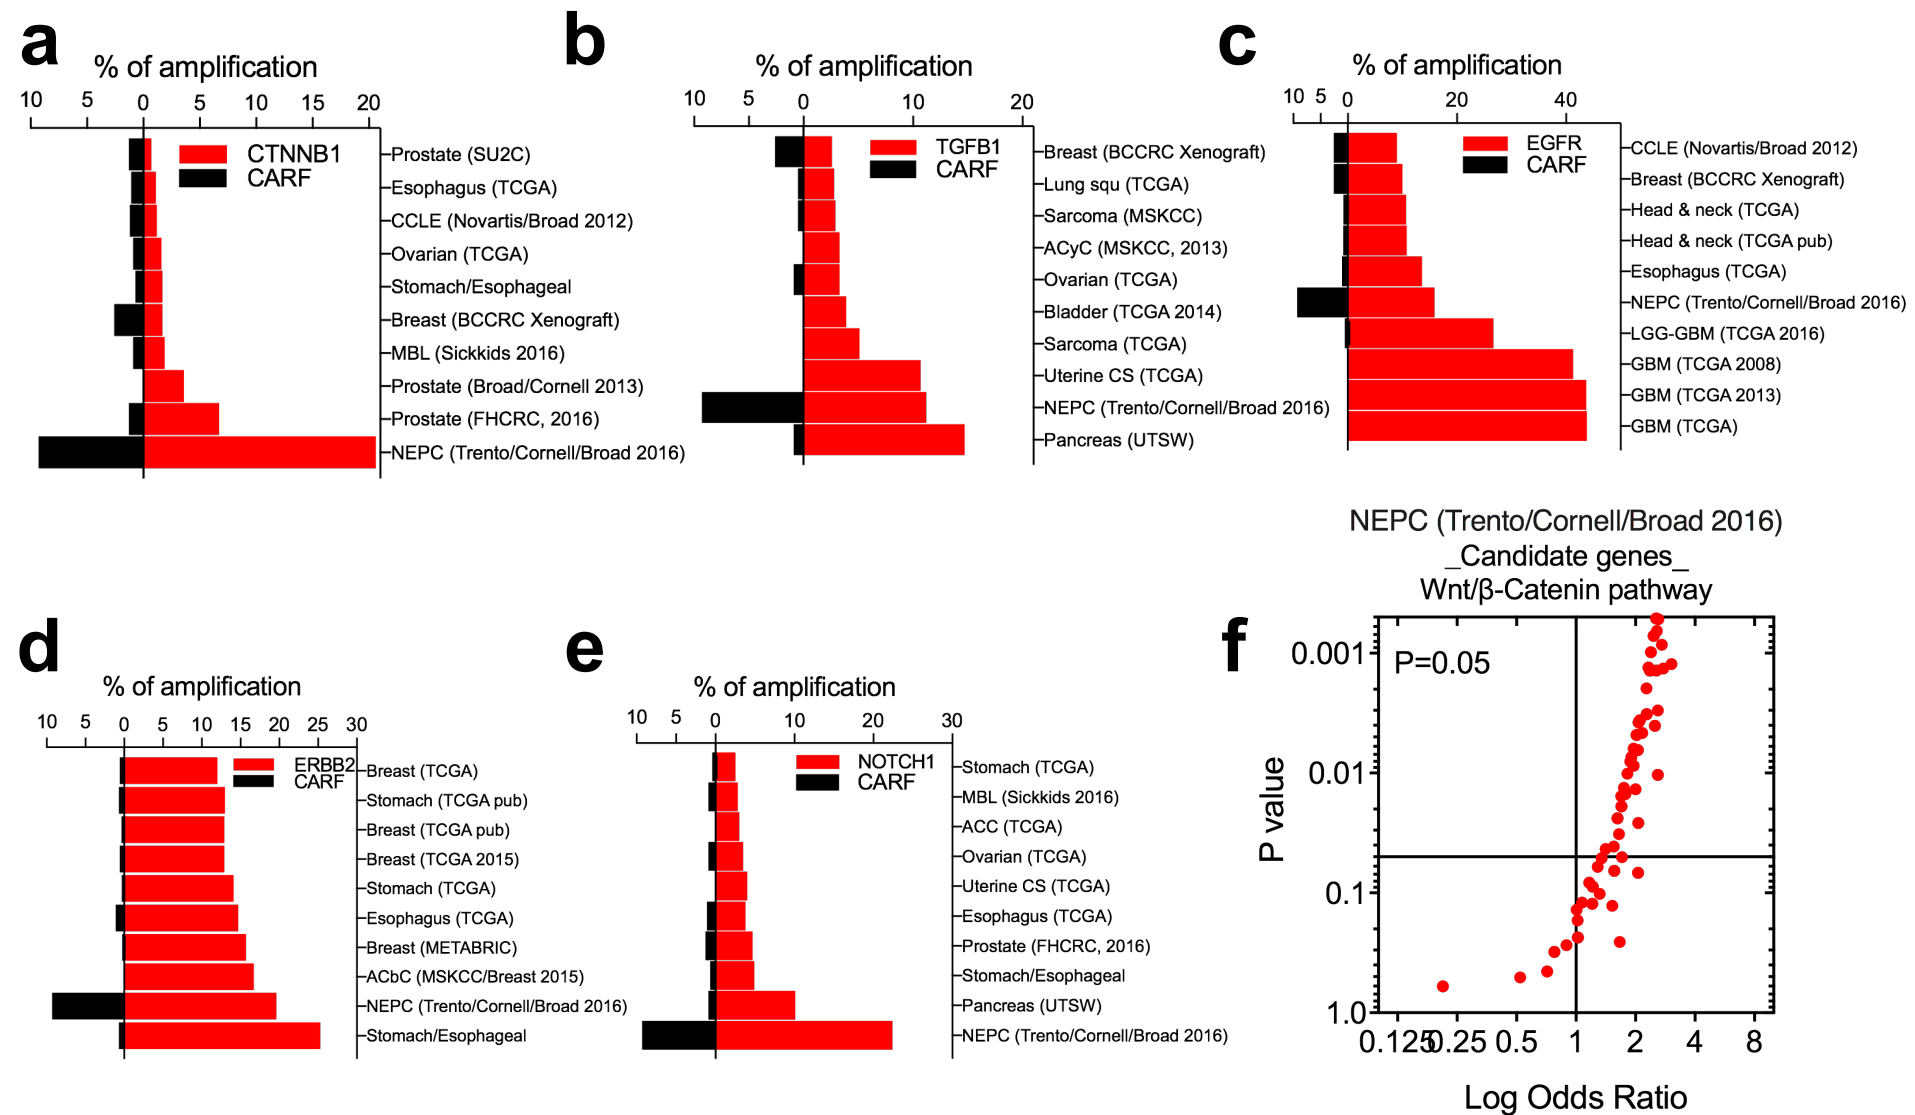 a
% of amplification
10 5 0 5 10 15 20
CTNNB1
CARF
Prostate (SU2C)
Esophagus (TCGA)
CCLE (Novartis/Broad 2012)
Ovarian (TCGA)
Stomach/Esophageal
Breast (BCCRC Xenograft)
MBL (Sickkids 2016)
Prostate (Broad/Cornell 2013)
Prostate (FHCRC, 2016)
NEPC (Trento/Cornell/Broad 2016)
b
% of amplification
10 5 0 10 20
TGFB1
CARF
Breast (BCCRC Xenograft)
Lung squ (TCGA)
Sarcoma (MSKCC)
ACyC (MSKCC, 2013)
Ovarian (TCGA)
Bladder (TCGA 2014)
Sarcoma (TCGA)
Uterine CS (TCGA)
NEPC (Trento/Cornell/Broad 2016)
Pancreas (UTSW)
c
% of amplification
10 5 0 20 40
EGFR
CARF
CCLE (Novartis/Broad 2012)
Breast (BCCRC Xenograft)
Head & neck (TCGA)
Head & neck (TCGA pub)
Esophagus (TCGA)
NEPC (Trento/Cornell/Broad 2016)
LGG-GBM (TCGA 2016)
GBM (TCGA 2008)
GBM (TCGA 2013)
GBM (TCGA)
d
% of amplification
10 5 0 5 10 15 20 25 30
ERBB2
CARF
Breast (TCGA)
Stomach (TCGA pub)
Breast (TCGA pub)
Breast (TCGA 2015)
Stomach (TCGA)
Esophagus (TCGA)
Breast (METABRIC)
ACbC (MSKCC/Breast 2015)
NEPC (Trento/Cornell/Broad 2016)
Stomach/Esophageal
e
% of amplification
10 5 0 10 20 30
NOTCH1
CARF
Stomach (TCGA)
MBL (Sickkids 2016)
ACC (TCGA)
Ovarian (TCGA)
Uterine CS (TCGA)
Esophagus (TCGA)
Prostate (FHCRC, 2016)
Stomach/Esophageal
Pancreas (UTSW)
NEPC (Trento/Cornell/Broad 2016)
f
NEPC (Trento/Cornell/Broad 2016)
_Candidate genes_
Wnt/β-Catenin pathway
P=0.05
P value
0.001
0.01
0.1
1.0
0.125 0.25 0.5 1 2 4 8
Log Odds Ratio